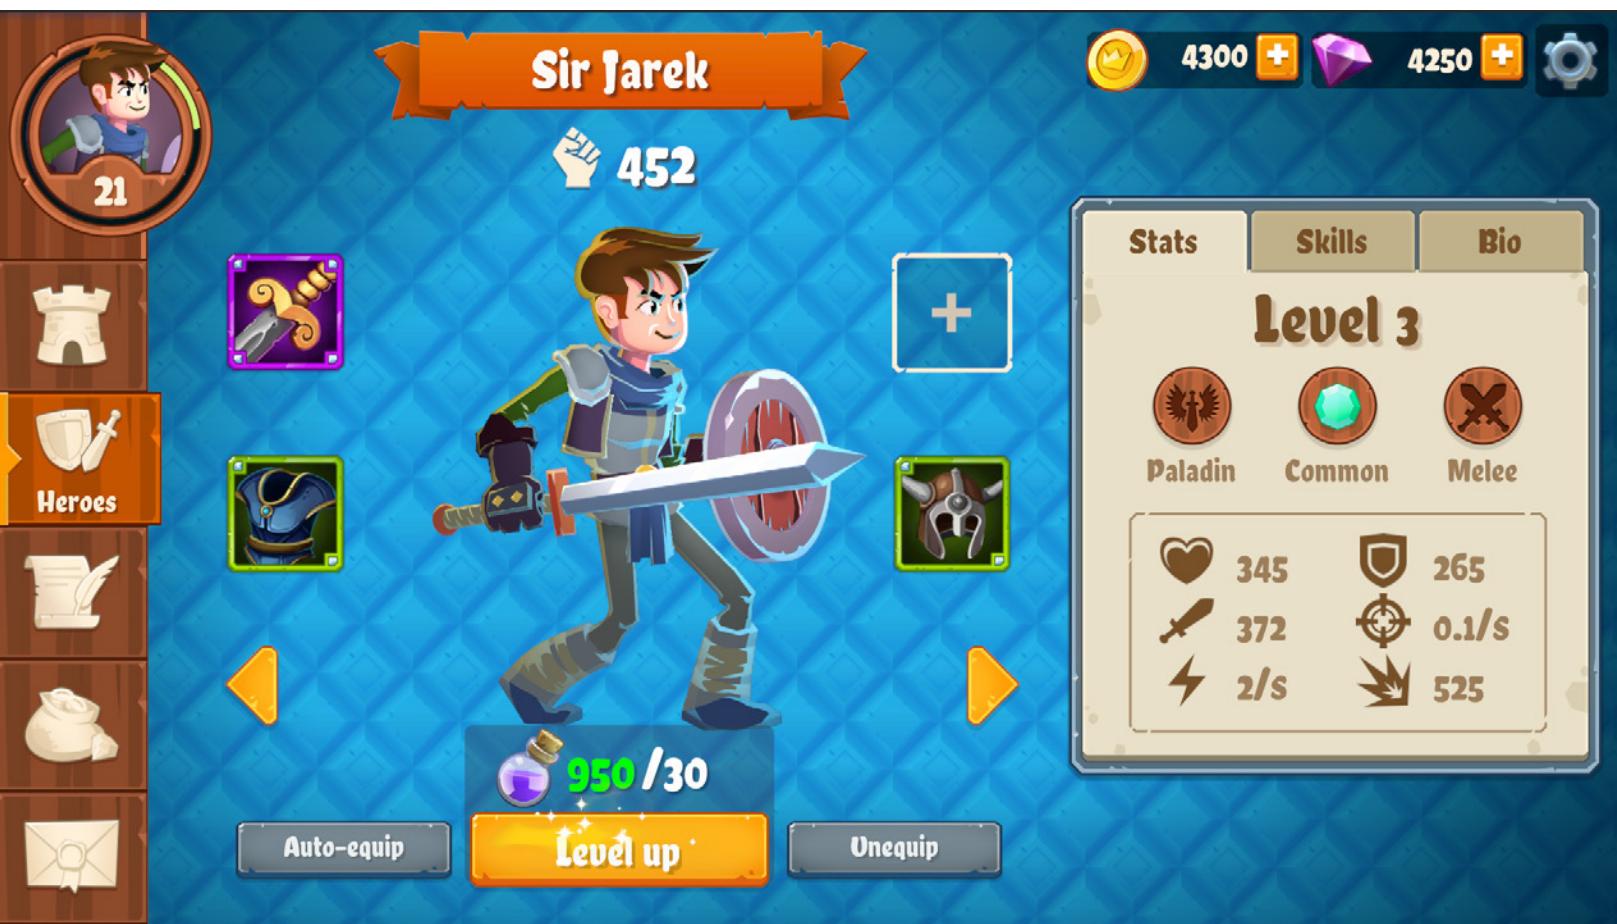 Sir Jarek
4300
4250
21
452
Stats
Skills
Bio
Level 3
Paladin
Common
Melee
Heroes
345
265
372
0.1/S
2/S
525
950/30
Auto-equip
Level up
Unequip